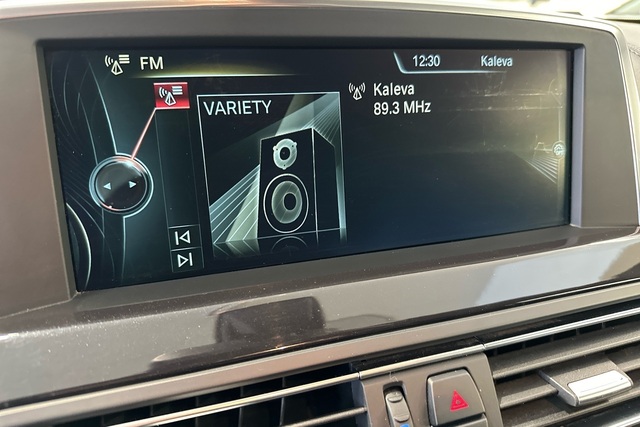 FM
12:30
Kaleva
VARIETY
Kaleva
89.3 MHz